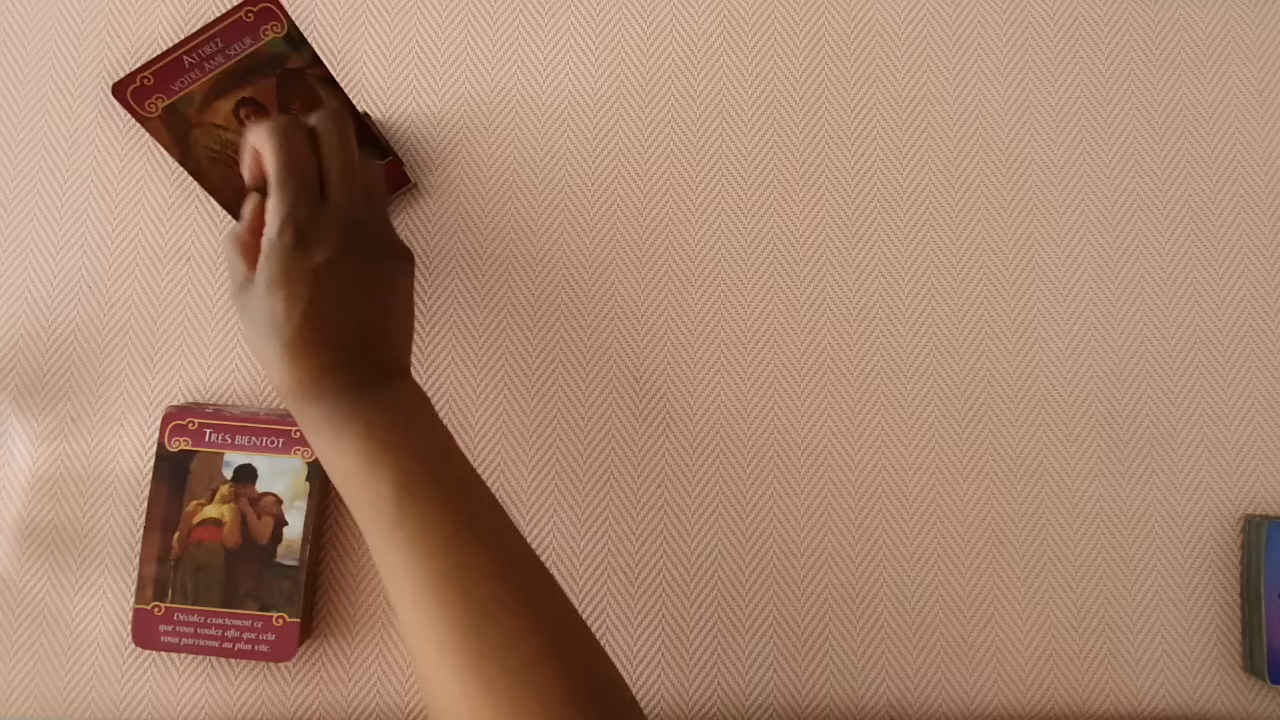 ATTIREZ
VOTRE ÂME SŒUR
TRÈS BIENTÔT
Décidez exactement ce
que vous voulez afin que cela
vous parvienne au plus vite.